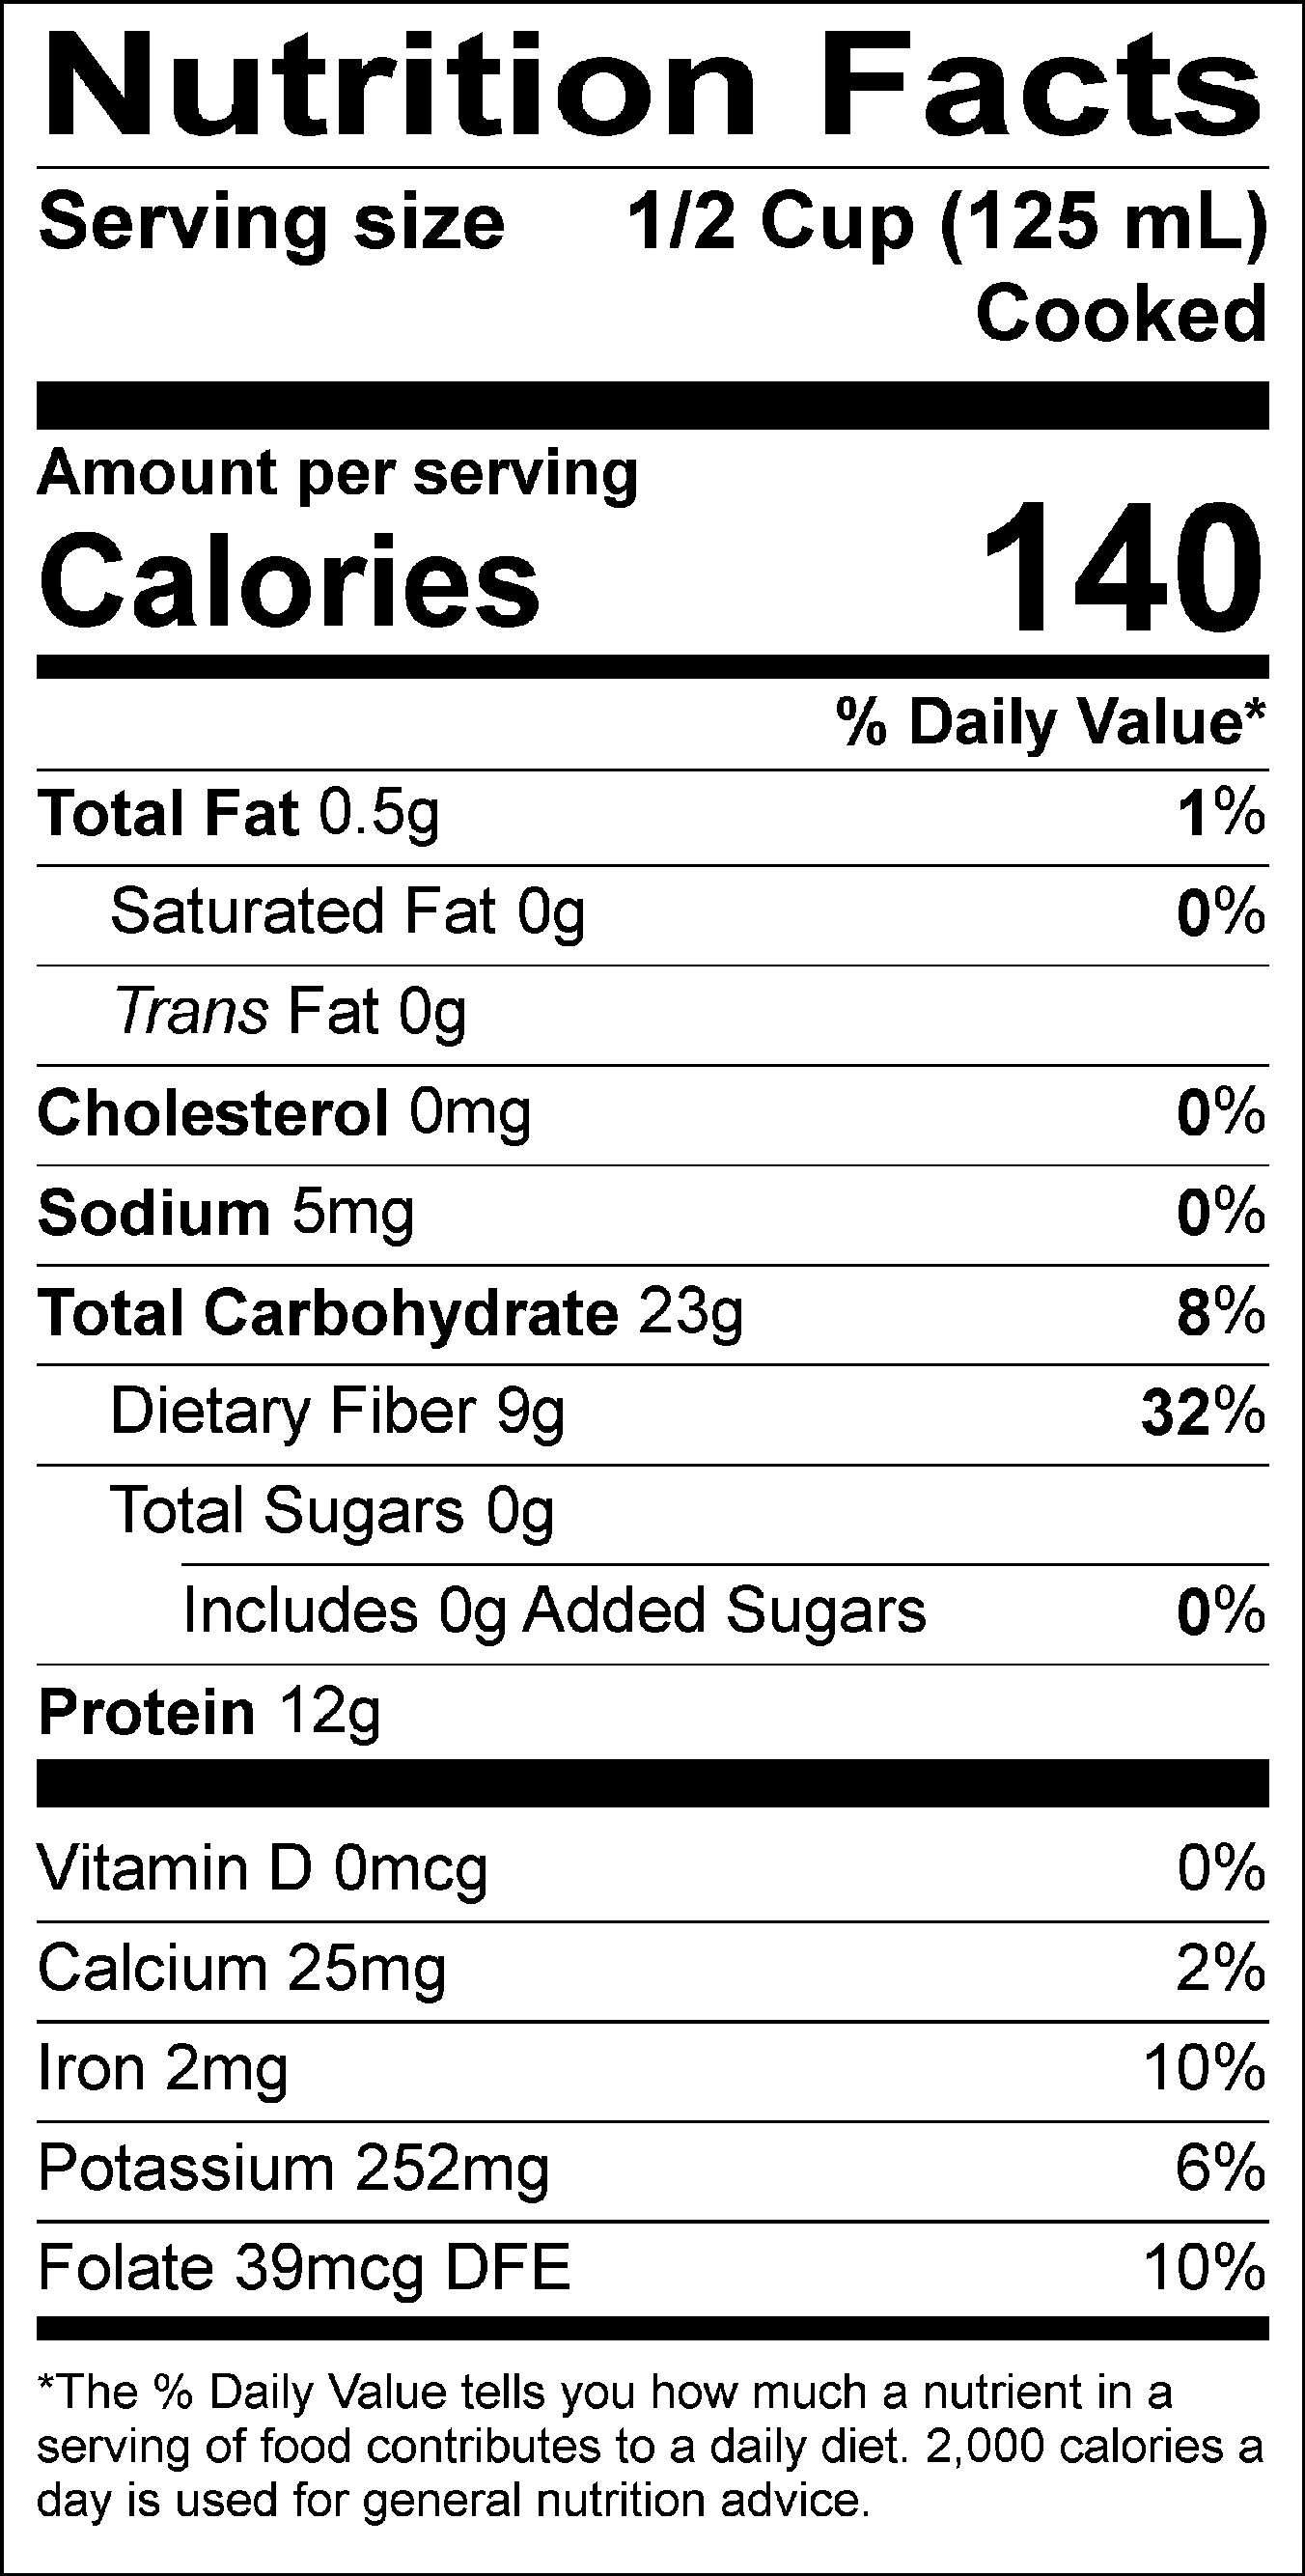 Nutrition Facts
Serving size 1/2 Cup (125 mL)
Cooked
Amount per serving
Calories 140
% Daily Value*
Total Fat 0.5g 1%
Saturated Fat 0g 0%
Trans Fat 0g
Cholesterol 0mg 0%
Sodium 5mg 0%
Total Carbohydrate 23g 8%
Dietary Fiber 9g 32%
Total Sugars 0g
Includes 0g Added Sugars 0%
Protein 12g
Vitamin D 0mcg 0%
Calcium 25mg 2%
Iron 2mg 10%
Potassium 252mg 6%
Folate 39mcg DFE 10%
*The % Daily Value tells you how much a nutrient in a
serving of food contributes to a daily diet. 2,000 calories a
day is used for general nutrition advice.